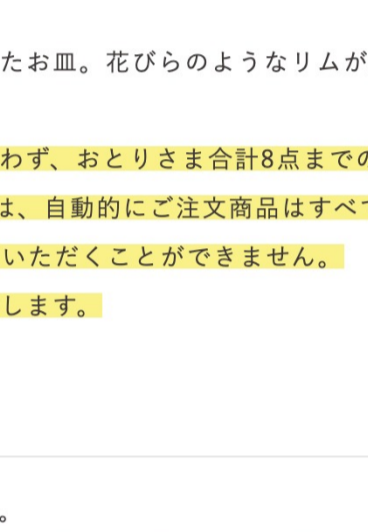 たお皿。花びらのようなリムが
わず、おとりさま合計8点までの
は、自動的にご注文商品はすべて
いただくことができません。
します。
。